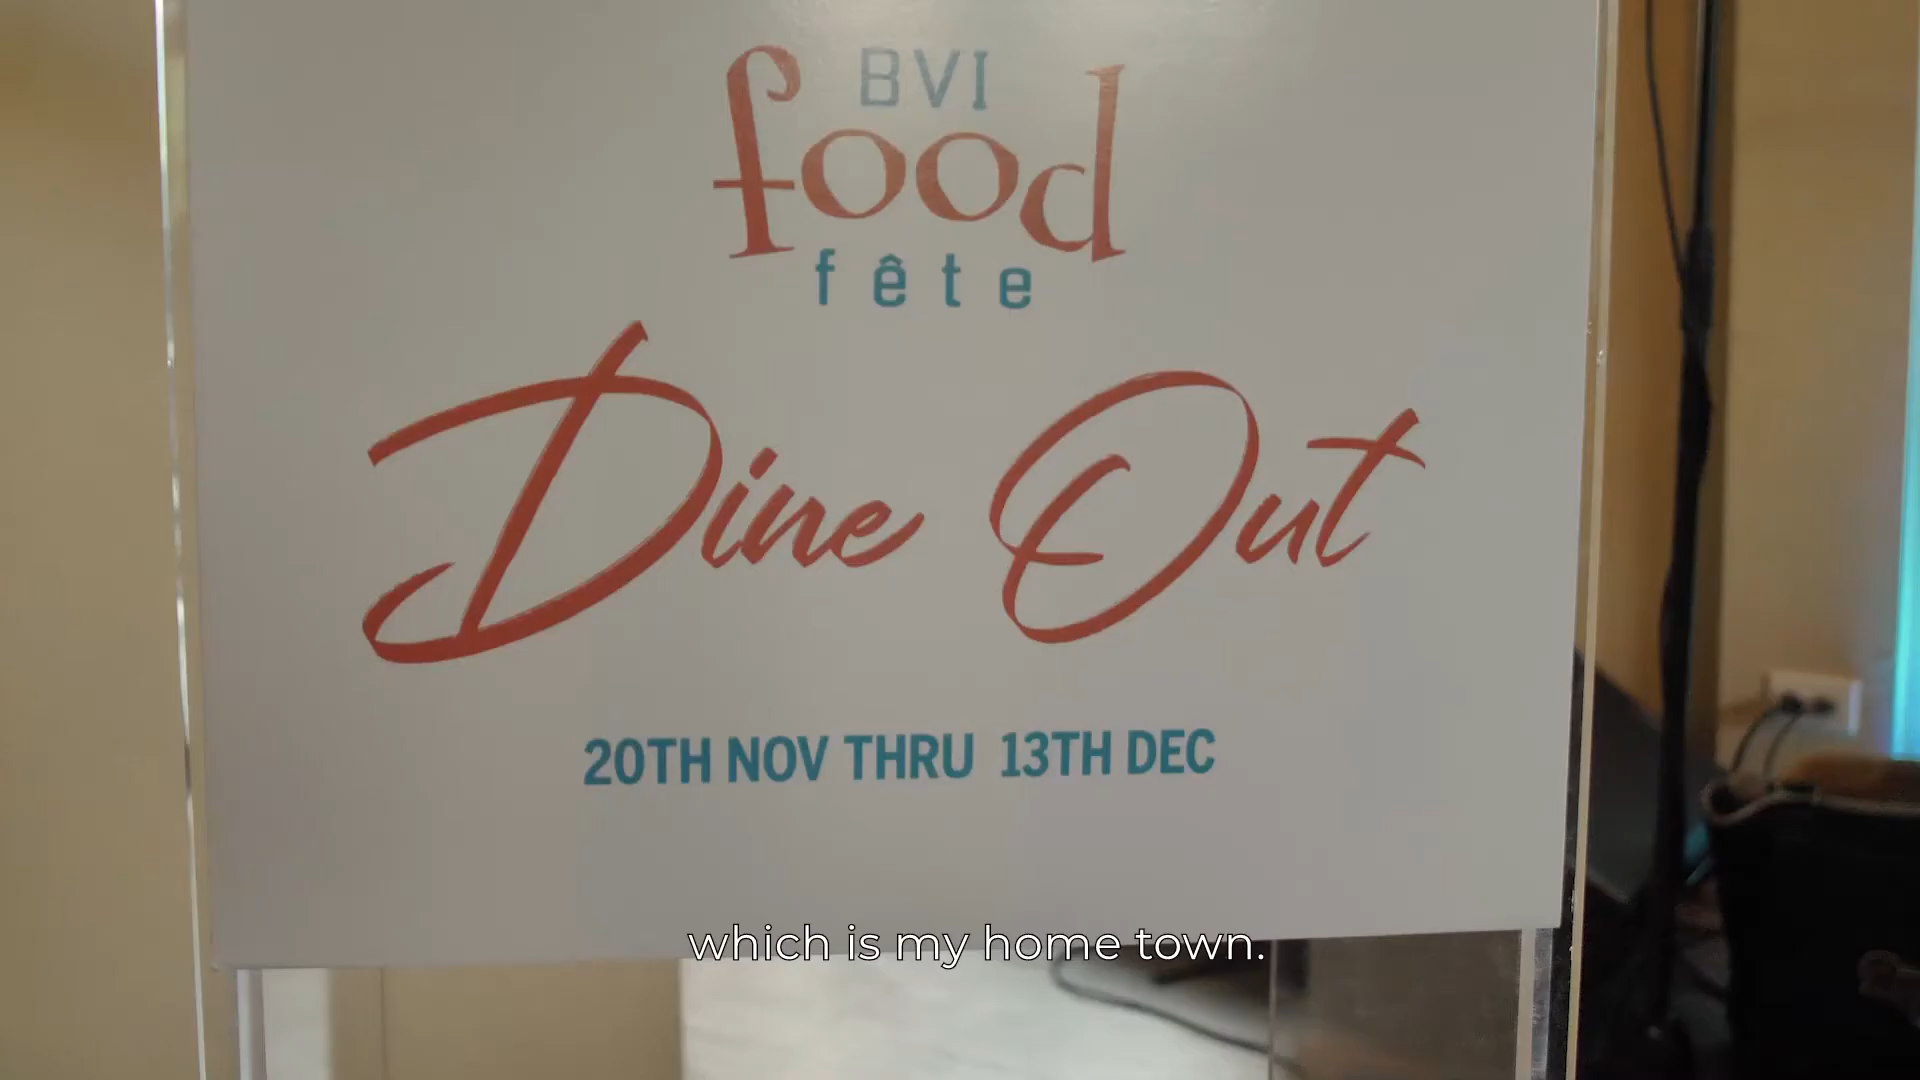 BVI
food
fête
Dine Out
20TH NOV THRU 13TH DEC
which is my home town.